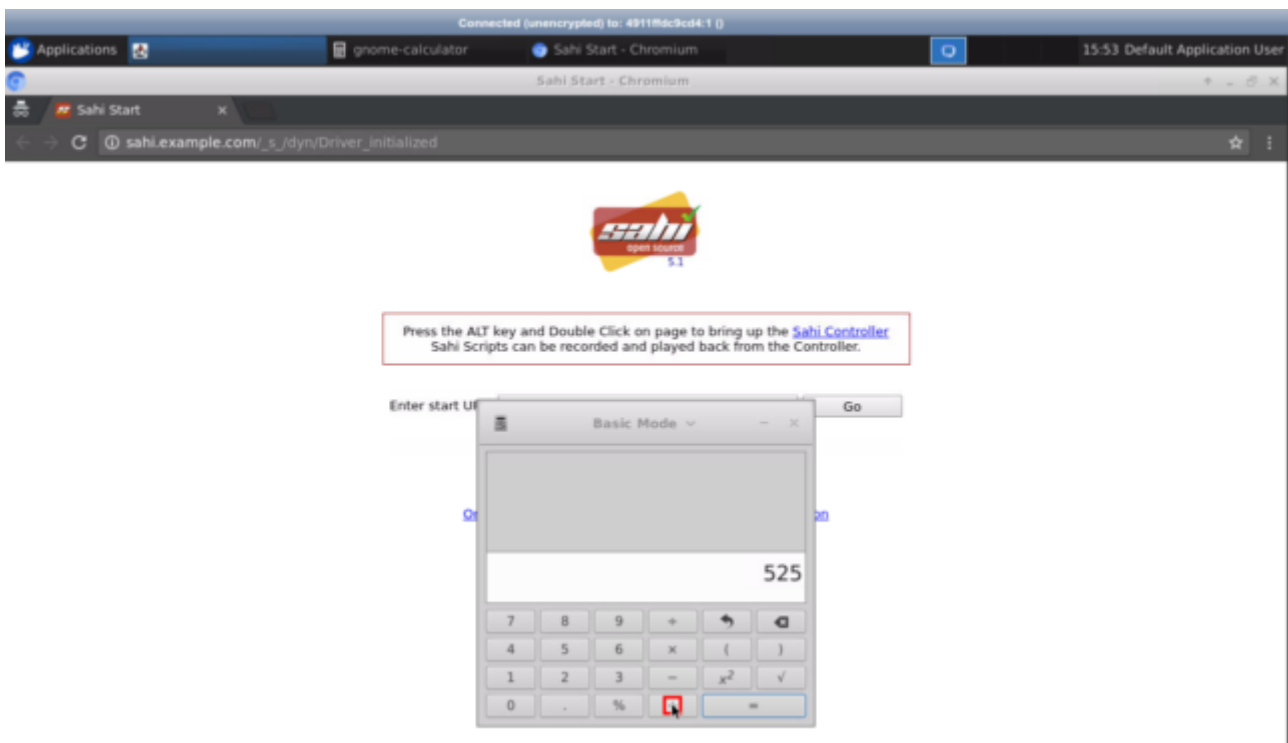 Connected (unencrypted) to: 4911ffdc9cd4:1 ()
Applications
gnome-calculator
Sahi Start - Chromium
15:53 Default Application User
Sahi Start - Chromium
Sahi Start
sahi.example.com/_s_/dyn/Driver_initialized
sahi
open source
5.1
Press the ALT key and Double Click on page to bring up the Sahi Controller
Sahi Scripts can be recorded and played back from the Controller.
Enter start UR
Go
Basic Mode
525
7 8 9 ÷
4 5 6 × ( )
1 2 3 − x² √
0 . % =